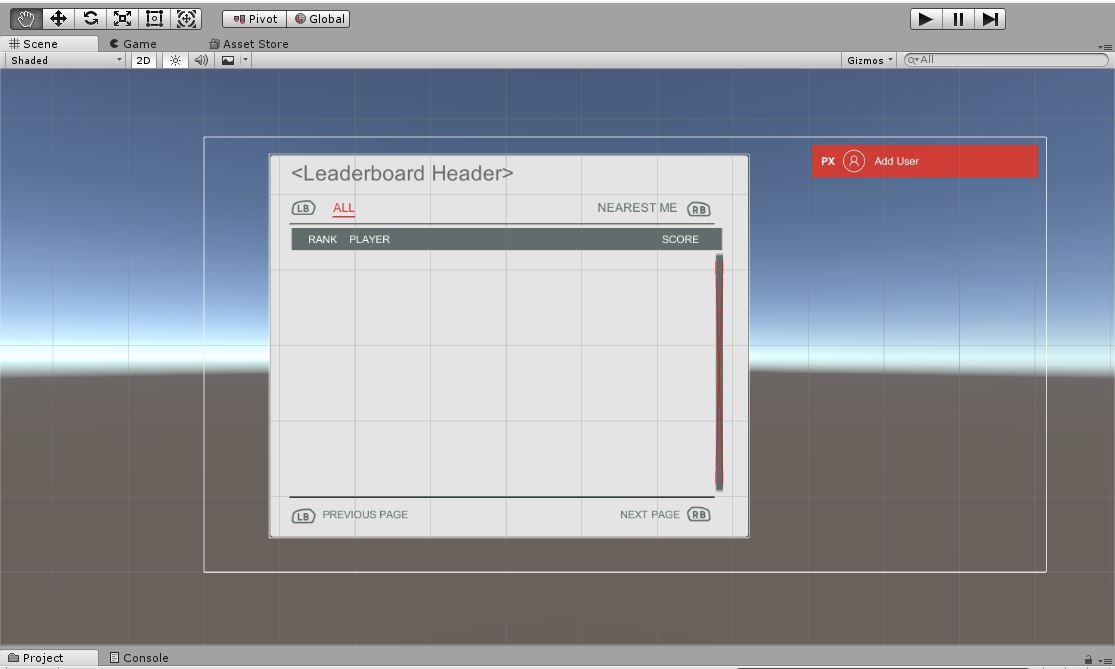 Pivot Global
Scene Game Asset Store
Shaded 2D Gizmos All
<Leaderboard Header>
PX Add User
LB ALL NEAREST ME RB
RANK PLAYER SCORE
LB PREVIOUS PAGE NEXT PAGE RB
Project Console